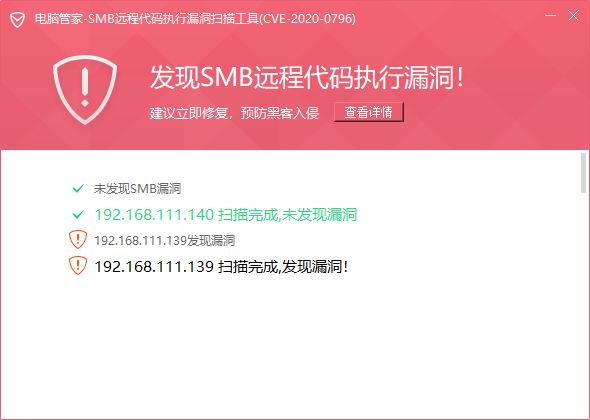 电脑管家-SMB远程代码执行漏洞扫描工具(CVE-2020-0796)
发现SMB远程代码执行漏洞！
建议立即修复，预防黑客入侵 查看详情
未发现SMB漏洞
192.168.111.140 扫描完成,未发现漏洞
192.168.111.139发现漏洞
192.168.111.139 扫描完成,发现漏洞！